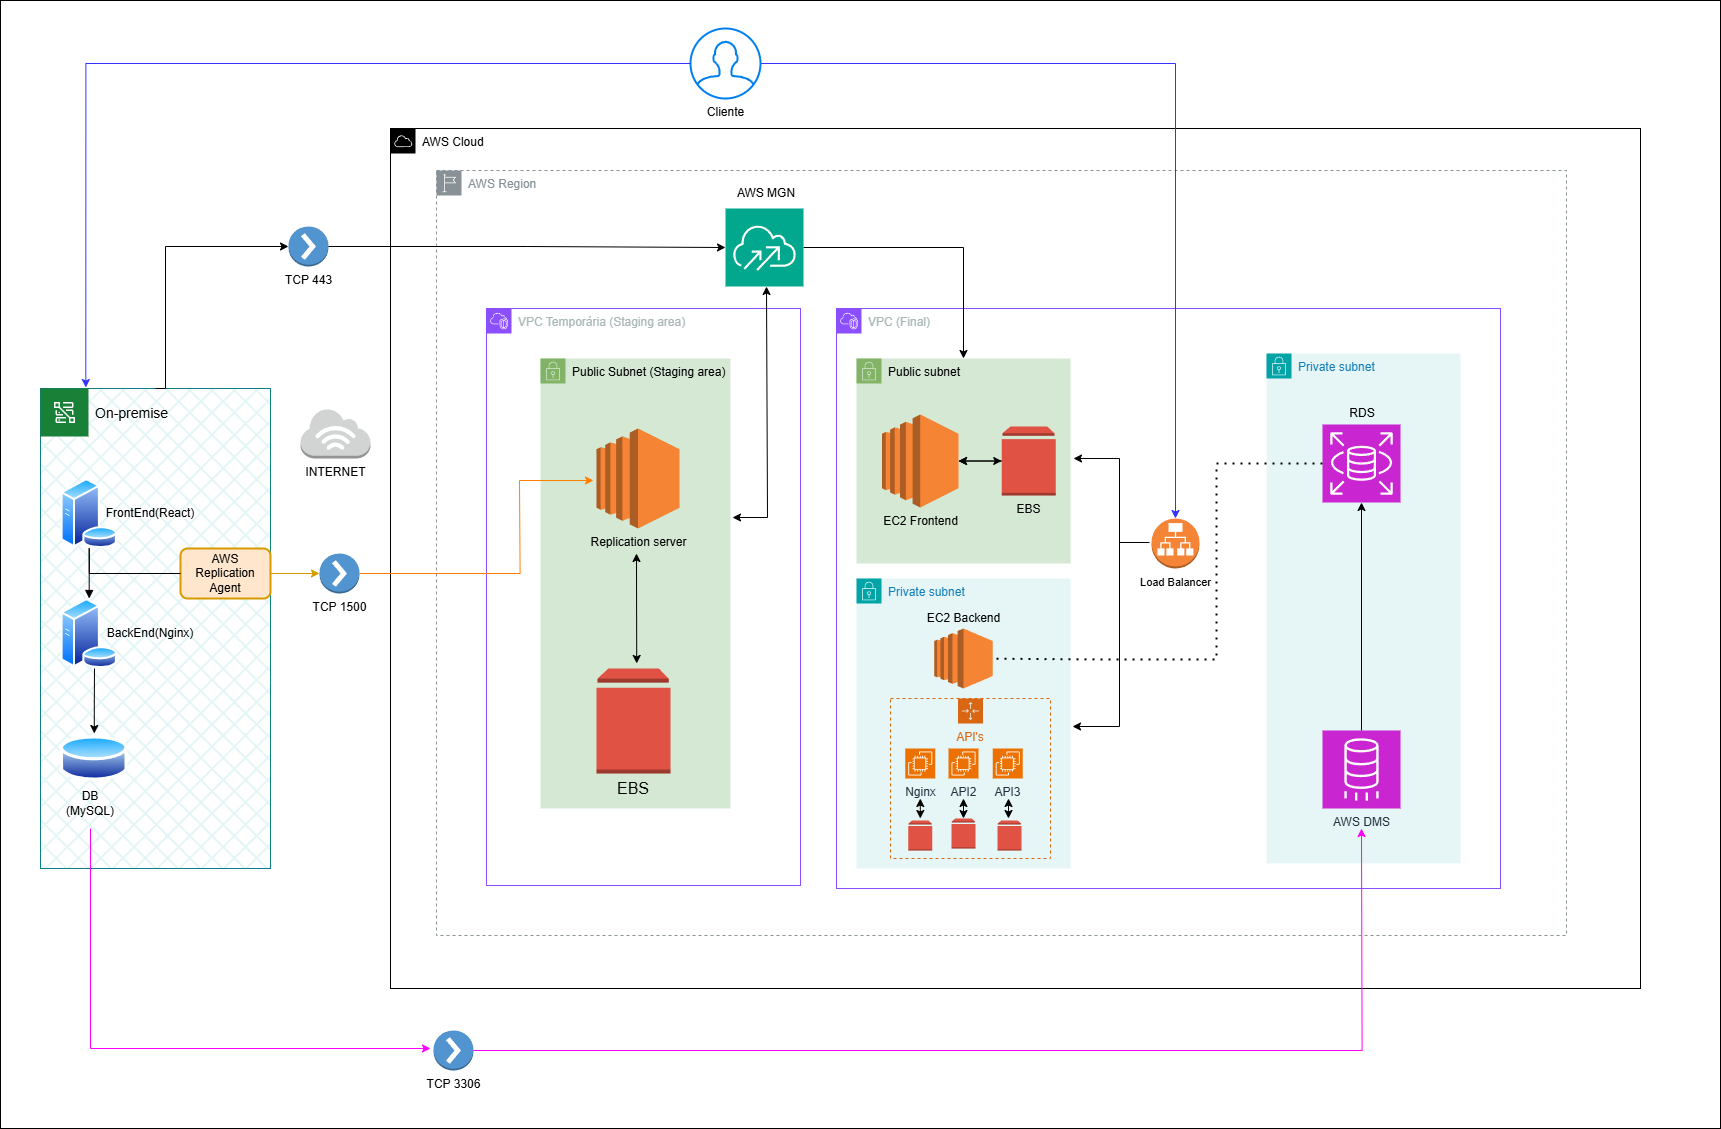 Cliente
AWS Cloud
AWS Region
AWS MGN
TCP 443
VPC Temporária (Staging area)
VPC (Final)
Public Subnet (Staging area)
Public subnet
Private subnet
On-premise
RDS
INTERNET
FrontEnd(React)
EC2 Frontend
EBS
Replication server
AWS
Replication
Agent
Load Balancer
TCP 1500
Private subnet
EC2 Backend
BackEnd(Nginx)
API's
EBS
Nginx
API2
API3
DB
(MySQL)
AWS DMS
TCP 3306